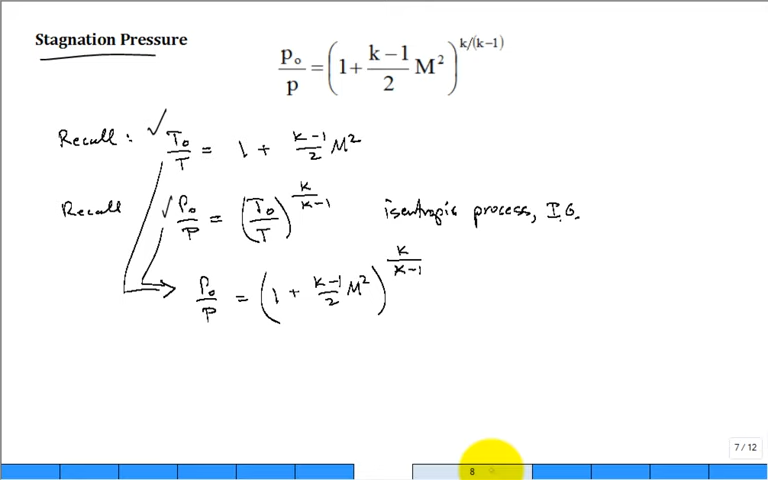 Stagnation Pressure
p₀/p = (1 + (k−1)/2 M²)^(k/(k−1))
Recall : ✓ T₀/T = 1 + (k−1)/2 M²
Recall ✓ P₀/P = (T₀/T)^(k/(k−1)) isentropic process, I.G.
P₀/P = (1 + (k−1)/2 M²)^(k/(k−1))
7 / 12
8